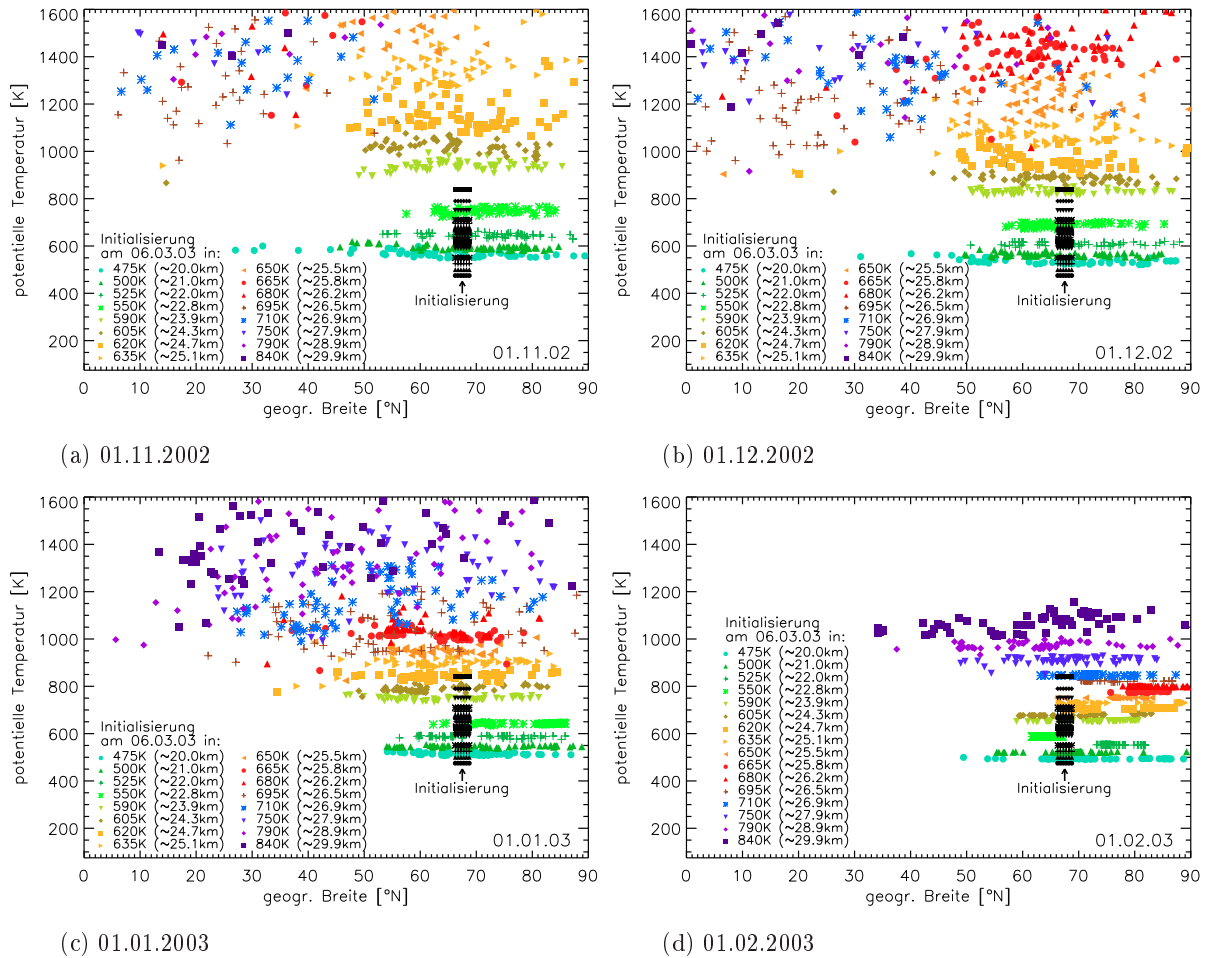 1600
1400
1200
1000
800
600
400
200
potentielle Temperatur [K]
Initialisierung
am 06.03.03 in:
475K (~20.0km)
500K (~21.0km)
525K (~22.0km)
550K (~22.8km)
590K (~23.9km)
605K (~24.3km)
620K (~24.7km)
635K (~25.1km)
650K (~25.5km)
665K (~25.8km)
680K (~26.2km)
695K (~26.5km)
710K (~26.9km)
750K (~27.9km)
790K (~28.9km)
840K (~29.9km)
Initialisierung
01.11.02
0 10 20 30 40 50 60 70 80 90
geogr. Breite [°N]
(a) 01.11.2002
1600
1400
1200
1000
800
600
400
200
potentielle Temperatur [K]
Initialisierung
am 06.03.03 in:
475K (~20.0km)
500K (~21.0km)
525K (~22.0km)
550K (~22.8km)
590K (~23.9km)
605K (~24.3km)
620K (~24.7km)
635K (~25.1km)
650K (~25.5km)
665K (~25.8km)
680K (~26.2km)
695K (~26.5km)
710K (~26.9km)
750K (~27.9km)
790K (~28.9km)
840K (~29.9km)
Initialisierung
01.12.02
0 10 20 30 40 50 60 70 80 90
geogr. Breite [°N]
(b) 01.12.2002
1600
1400
1200
1000
800
600
400
200
potentielle Temperatur [K]
Initialisierung
am 06.03.03 in:
475K (~20.0km)
500K (~21.0km)
525K (~22.0km)
550K (~22.8km)
590K (~23.9km)
605K (~24.3km)
620K (~24.7km)
635K (~25.1km)
650K (~25.5km)
665K (~25.8km)
680K (~26.2km)
695K (~26.5km)
710K (~26.9km)
750K (~27.9km)
790K (~28.9km)
840K (~29.9km)
Initialisierung
01.01.03
0 10 20 30 40 50 60 70 80 90
geogr. Breite [°N]
(c) 01.01.2003
1600
1400
1200
1000
800
600
400
200
potentielle Temperatur [K]
Initialisierung
am 06.03.03 in:
475K (~20.0km)
500K (~21.0km)
525K (~22.0km)
550K (~22.8km)
590K (~23.9km)
605K (~24.3km)
620K (~24.7km)
635K (~25.1km)
650K (~25.5km)
665K (~25.8km)
680K (~26.2km)
695K (~26.5km)
710K (~26.9km)
750K (~27.9km)
790K (~28.9km)
840K (~29.9km)
Initialisierung
01.02.03
0 10 20 30 40 50 60 70 80 90
geogr. Breite [°N]
(d) 01.02.2003